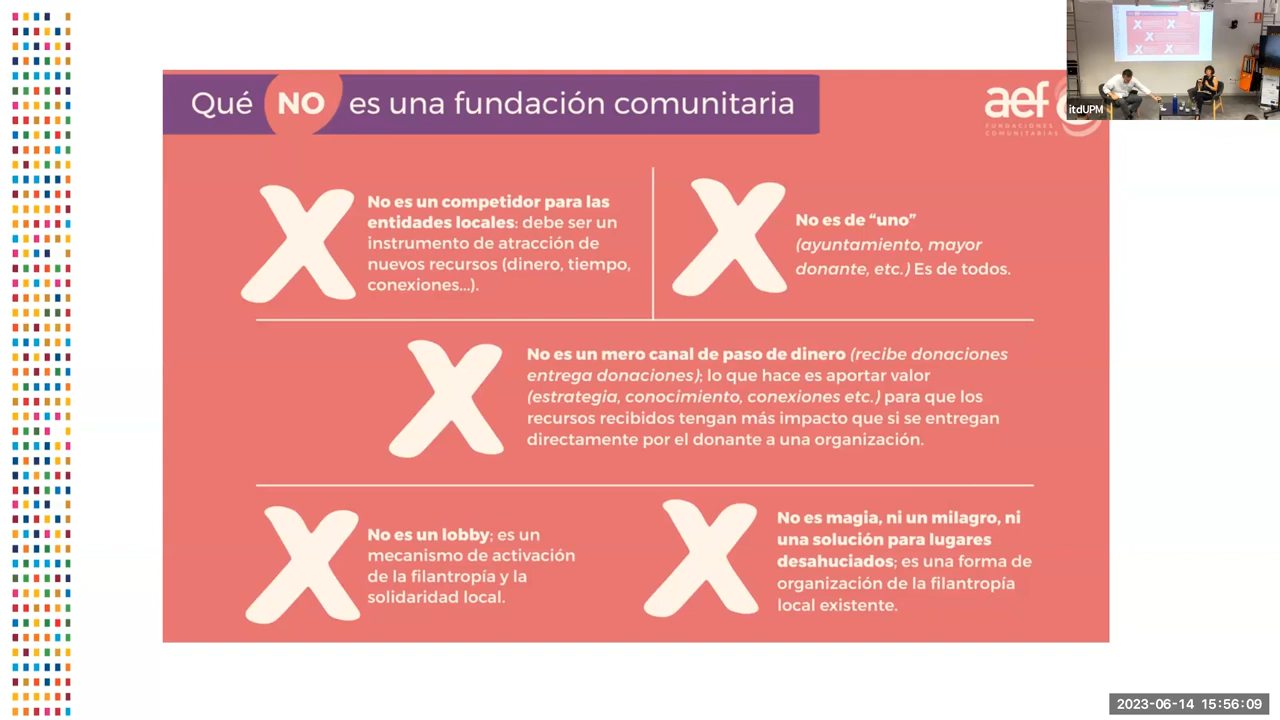 Qué NO es una fundación comunitaria
aef
FUNDACIONES
COMUNITARIAS
itdUPM
No es un competidor para las
entidades locales: debe ser un
instrumento de atracción de
nuevos recursos (dinero, tiempo,
conexiones...).
No es de “uno”
(ayuntamiento, mayor
donante, etc.) Es de todos.
No es un mero canal de paso de dinero (recibe donaciones
entrega donaciones); lo que hace es aportar valor
(estrategia, conocimiento, conexiones etc.) para que los
recursos recibidos tengan más impacto que si se entregan
directamente por el donante a una organización.
No es un lobby; es un
mecanismo de activación
de la filantropía y la
solidaridad local.
No es magia, ni un milagro, ni
una solución para lugares
desahuciados; es una forma de
organización de la filantropía
local existente.
2023-06-14 15:56:09